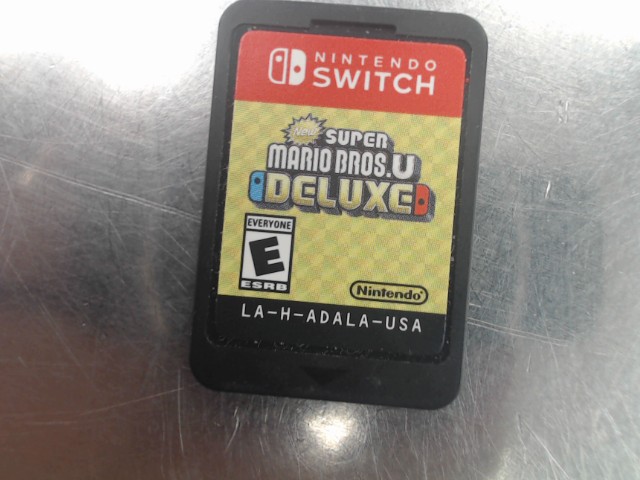 NINTENDO
SWITCH
New SUPER
MARIO BROS. U
DELUXE
EVERYONE
E
ESRB
Nintendo
LA-H-ADALA-USA